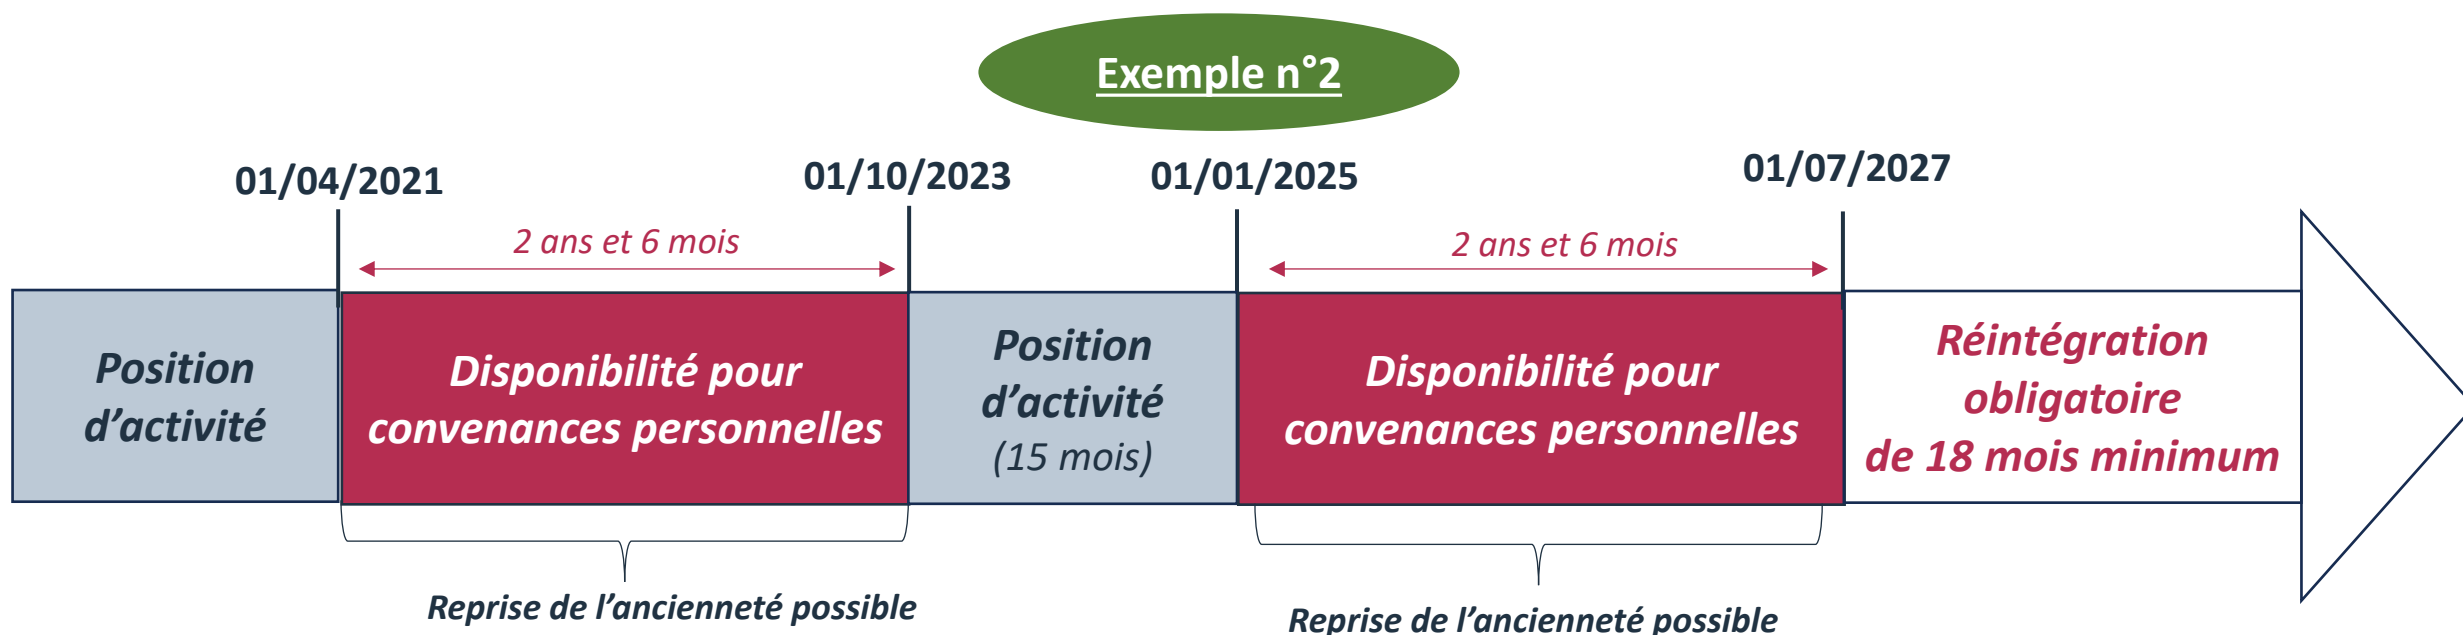 Exemple n°2
01/04/2021
01/10/2023
01/01/2025
01/07/2027
2 ans et 6 mois
2 ans et 6 mois
Position
d’activité
Disponibilité pour
convenances personnelles
Position
d’activité
(15 mois)
Disponibilité pour
convenances personnelles
Réintégration
obligatoire
de 18 mois minimum
Reprise de l’ancienneté possible
Reprise de l’ancienneté possible